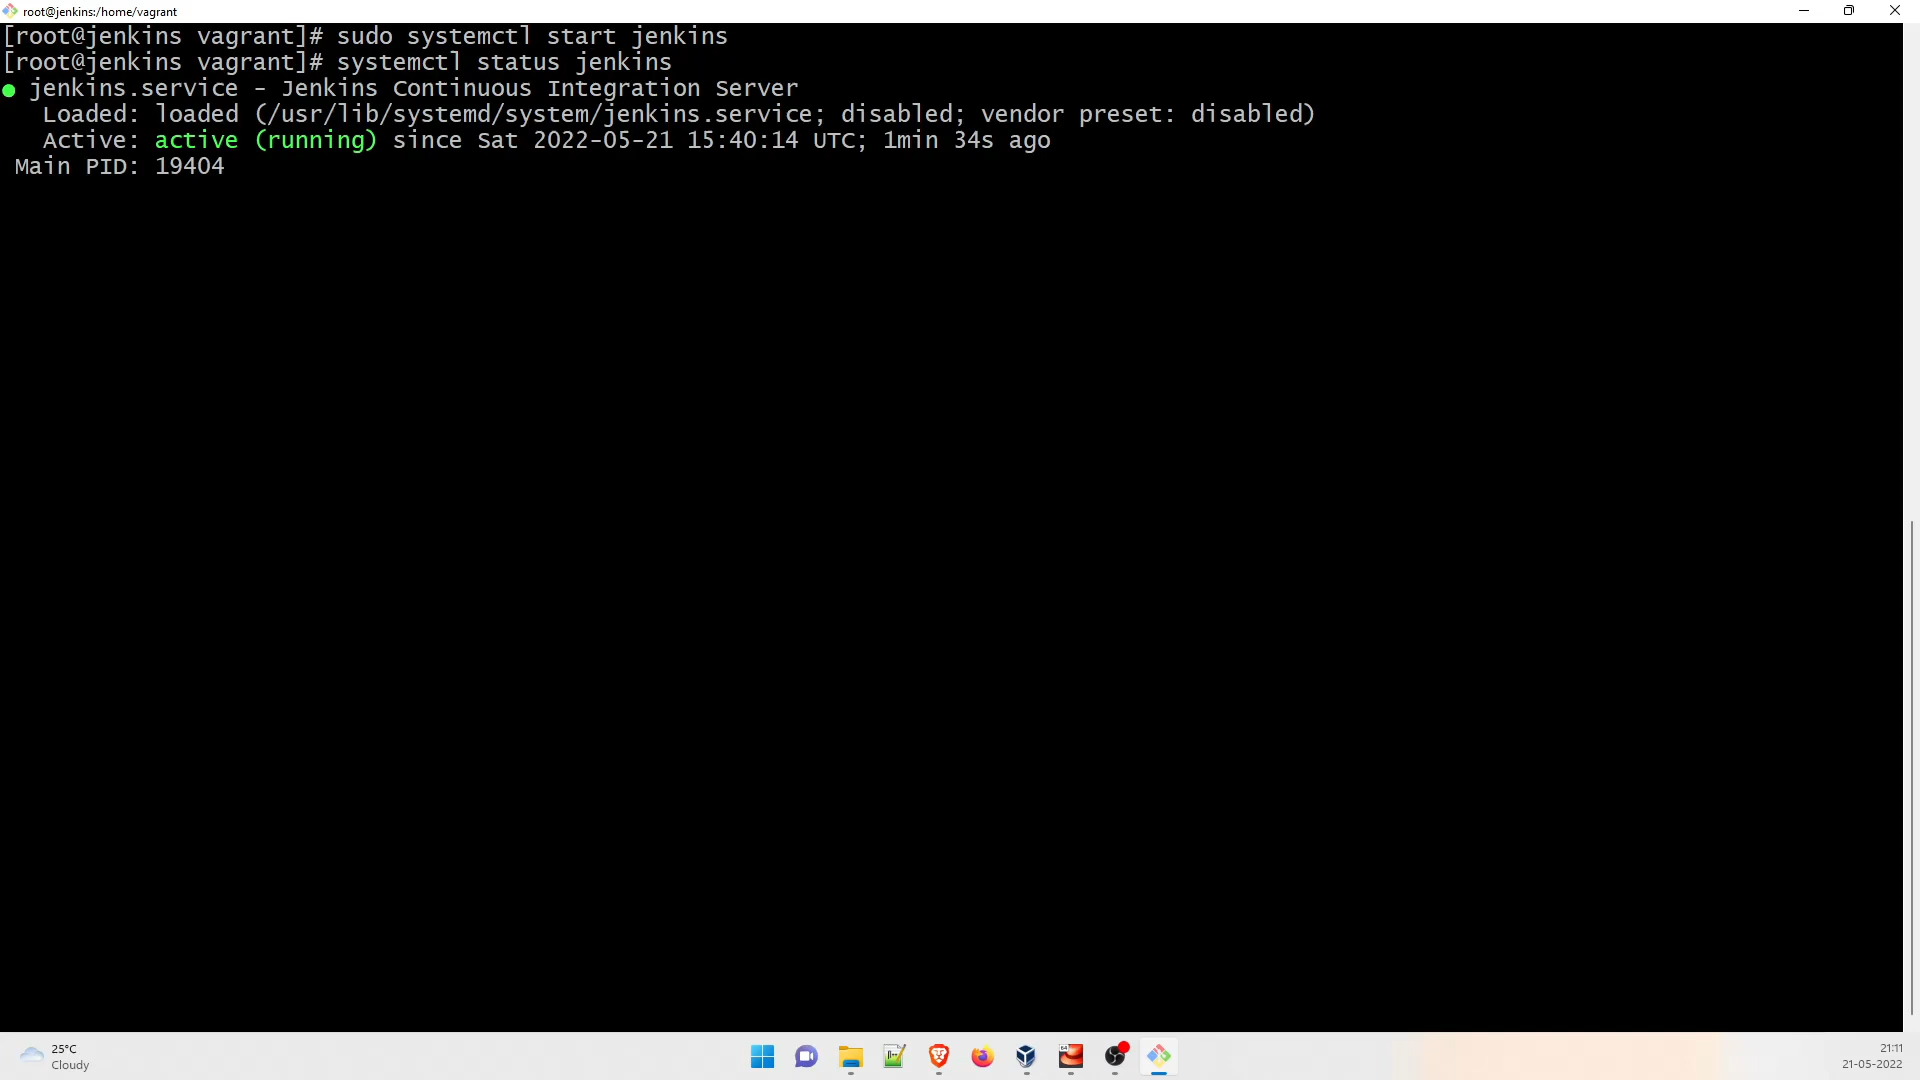 root@jenkins:/home/vagrant
[root@jenkins vagrant]# sudo systemctl start jenkins
[root@jenkins vagrant]# systemctl status jenkins
● jenkins.service - Jenkins Continuous Integration Server
   Loaded: loaded (/usr/lib/systemd/system/jenkins.service; disabled; vendor preset: disabled)
   Active: active (running) since Sat 2022-05-21 15:40:14 UTC; 1min 34s ago
 Main PID: 19404
25°C
Cloudy
64
21:11
21-05-2022